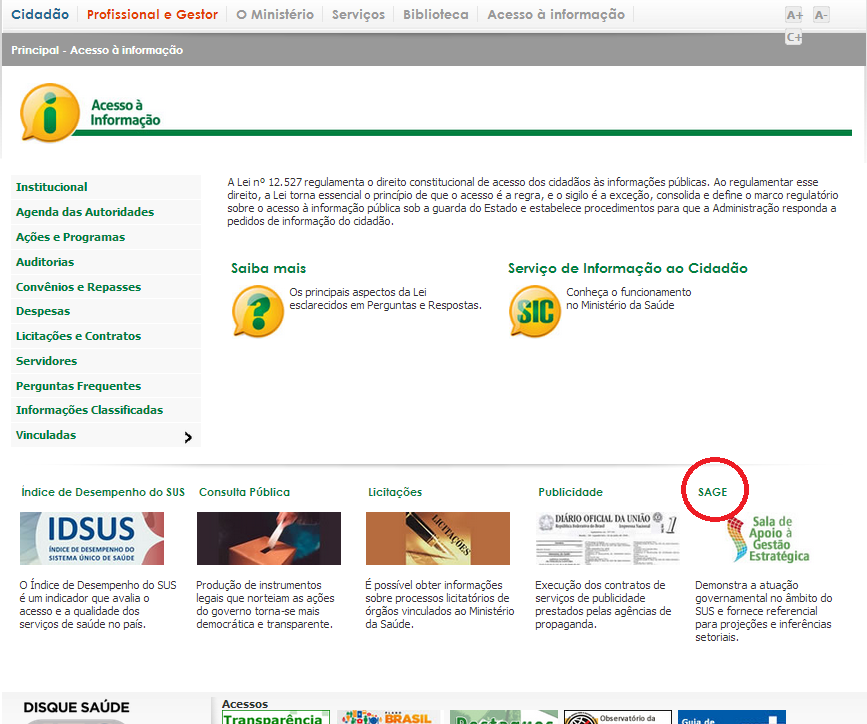 Cidadão Profissional e Gestor O Ministério Serviços Biblioteca Acesso à informação A+ A-
C+
Principal - Acesso à informação
i Acesso à
Informação
Institucional
Agenda das Autoridades
Ações e Programas
Auditorias
Convênios e Repasses
Despesas
Licitações e Contratos
Servidores
Perguntas Frequentes
Informações Classificadas
Vinculadas
A Lei nº 12.527 regulamenta o direito constitucional de acesso dos cidadãos às informações públicas. Ao regulamentar esse
direito, a Lei torna essencial o princípio de que o acesso é a regra, e o sigilo é a exceção, consolida e define o marco regulatório
sobre o acesso à informação pública sob a guarda do Estado e estabelece procedimentos para que a Administração responda a
pedidos de informação do cidadão.
Saiba mais
?
Os principais aspectos da Lei
esclarecidos em Perguntas e Respostas.
Serviço de Informação ao Cidadão
SIC
Conheça o funcionamento
no Ministério da Saúde
Índice de Desempenho do SUS
IDSUS
ÍNDICE DE DESEMPENHO DO
SISTEMA ÚNICO DE SAÚDE
O Índice de Desempenho do SUS
é um indicador que avalia o
acesso e a qualidade dos
serviços de saúde no país.
Consulta Pública
Produção de instrumentos
legais que norteiam as ações
do governo torna-se mais
democrática e transparente.
Licitações
LICITAÇÕES
É possível obter informações
sobre processos licitatórios de
órgãos vinculados ao Ministério
da Saúde.
Publicidade
DIÁRIO OFICIAL DA UNIÃO 1
República Federativa do Brasil Imprensa Nacional
Execução dos contratos de
serviços de publicidade
prestados pelas agências de
propaganda.
SAGE
Sala de
Apoio à
Gestão
Estratégica
Demonstra a atuação
governamental no âmbito do
SUS e fornece referencial
para projeções e inferências
setoriais.
DISQUE SAÚDE
Acessos
Transparência
PLANO
BRASIL
Destaques
Observatório da
Guia de